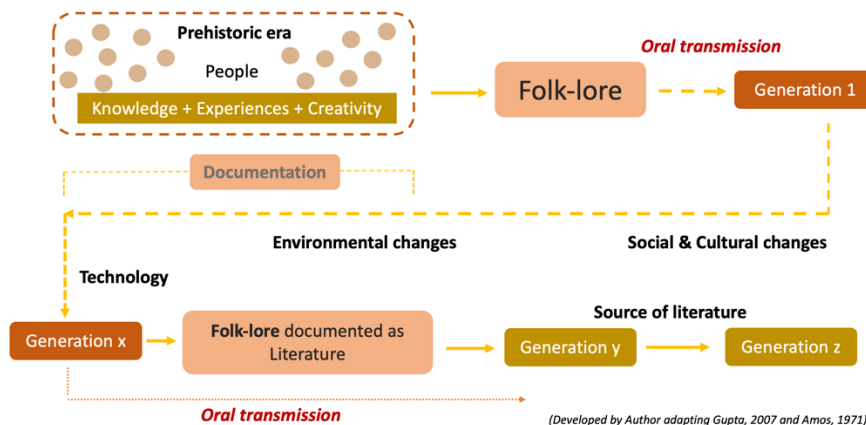 Prehistoric era
People
Knowledge + Experiences + Creativity
Folk-lore
Oral transmission
Generation 1
Documentation
Environmental changes
Social & Cultural changes
Technology
Generation x
Folk-lore documented as
Literature
Source of literature
Generation y
Generation z
Oral transmission
(Developed by Author adapting Gupta, 2007 and Amos, 1971)